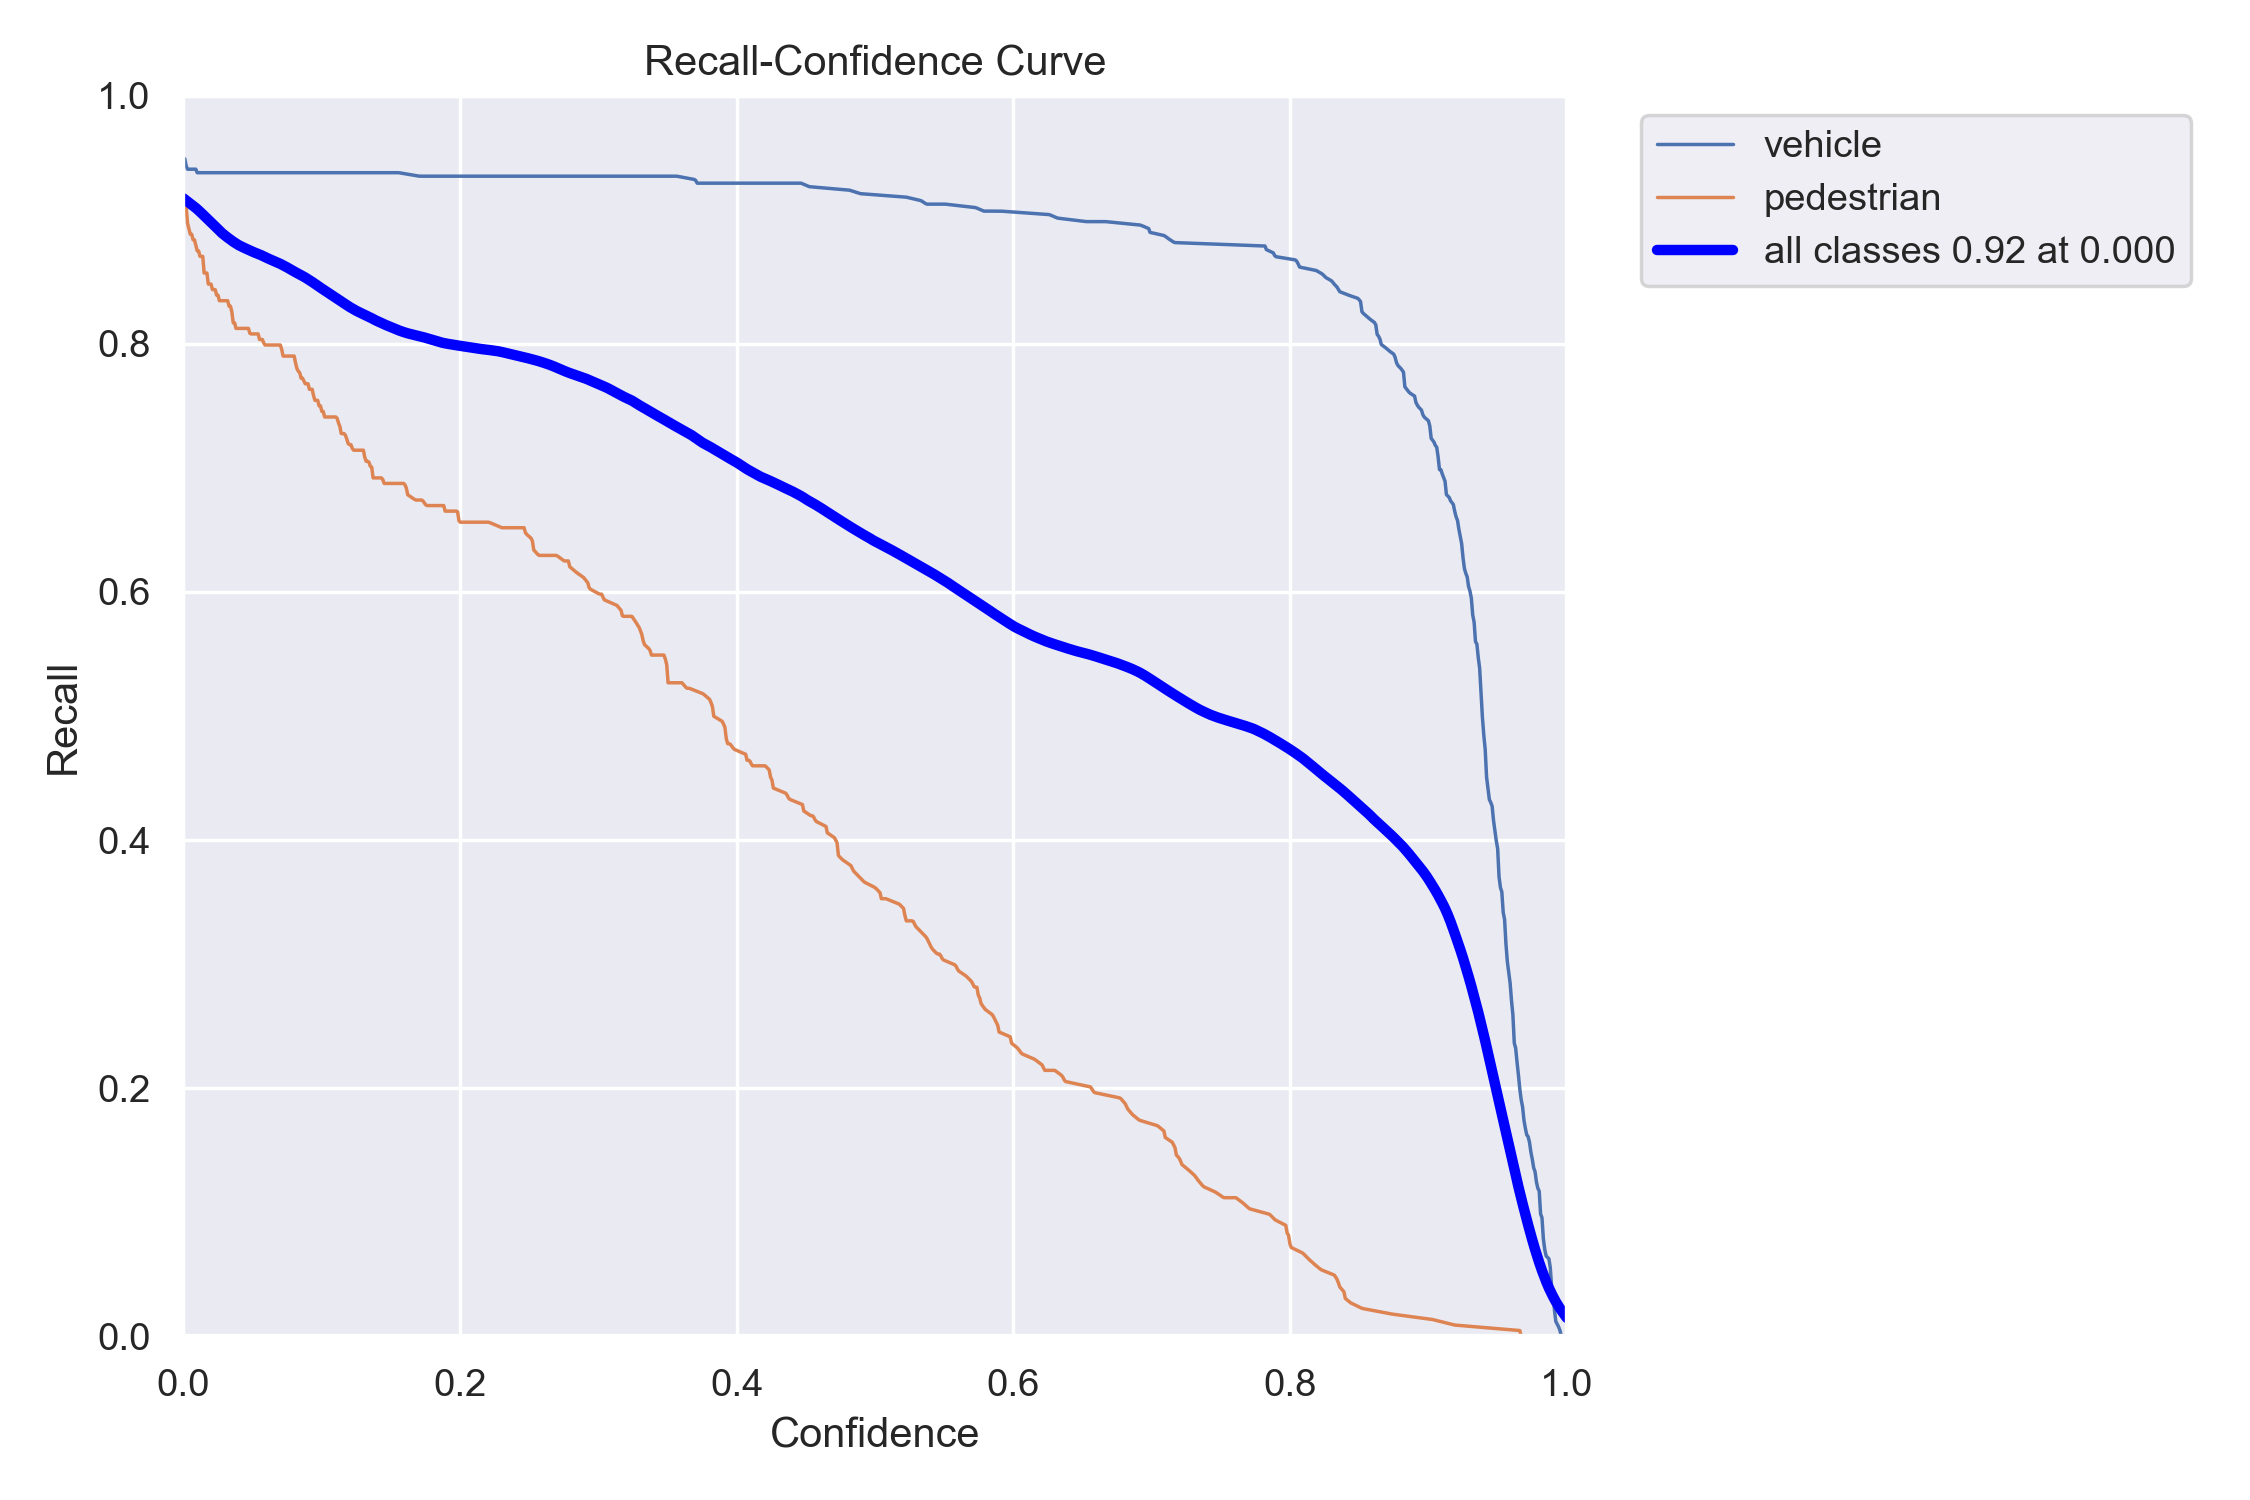 Recall-Confidence Curve
1.0
0.8
0.6
0.4
0.2
0.0
Recall
0.0 0.2 0.4 0.6 0.8 1.0
Confidence
vehicle
pedestrian
all classes 0.92 at 0.000